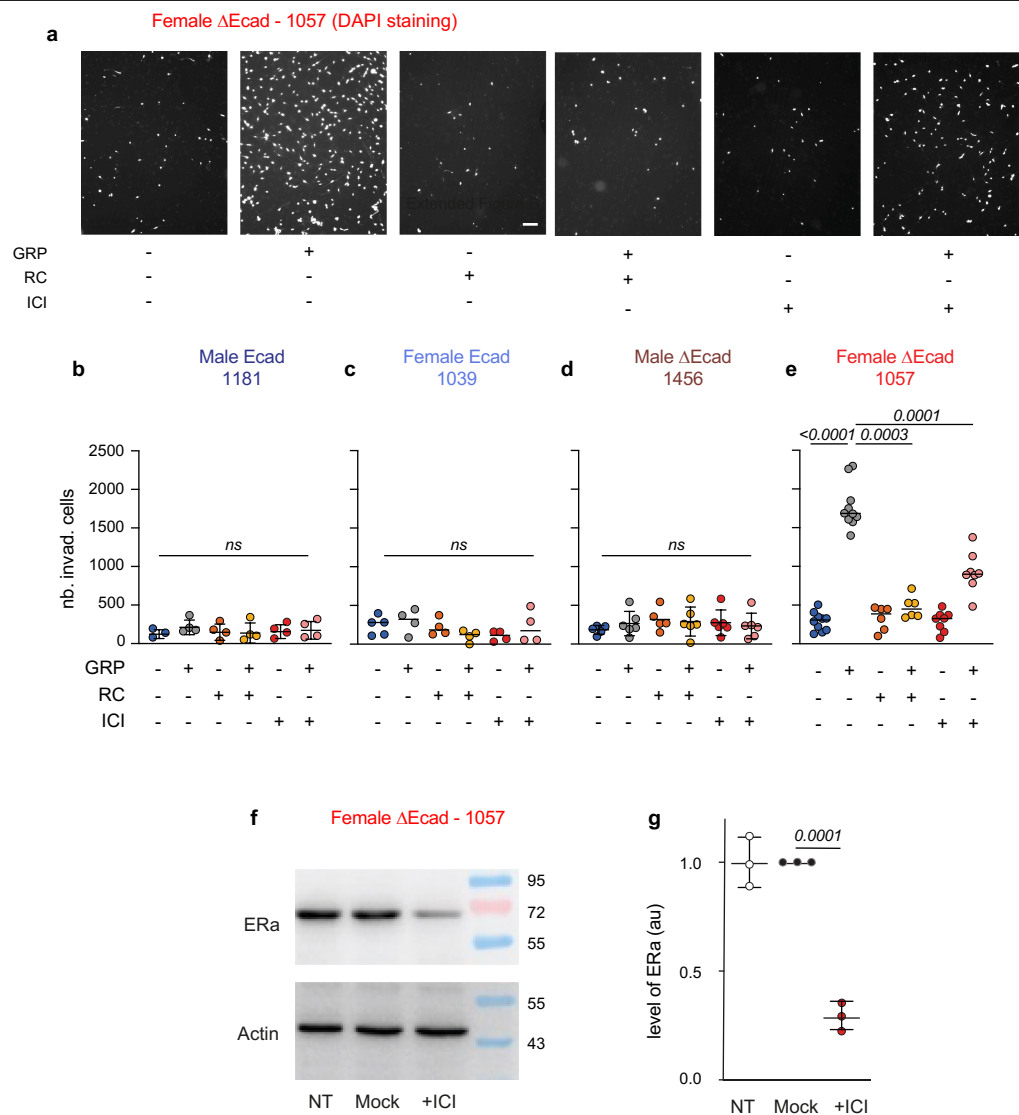 Female ΔEcad - 1057 (DAPI staining)
a
Extended Figure
GRP - + - + - +
RC - - + + - -
ICI - - - - + +
b Male Ecad 1181
c Female Ecad 1039
d Male ΔEcad 1456
e Female ΔEcad 1057
0.0001
<0.0001 0.0003
nb. invad. cells
2500
2000
1500
1000
500
0
ns
ns
ns
GRP - + - + - + - + - + - + - + - + - + - + - + - +
RC - - + + - - - - + + - - - - + + - - - - + + - -
ICI - - - - + + - - - - + + - - - - + + - - - - + +
f Female ΔEcad - 1057
ERa
95
72
55
Actin
55
43
NT Mock +ICI
g
0.0001
level of ERa (au)
1.0
0.5
0.0
NT Mock +ICI